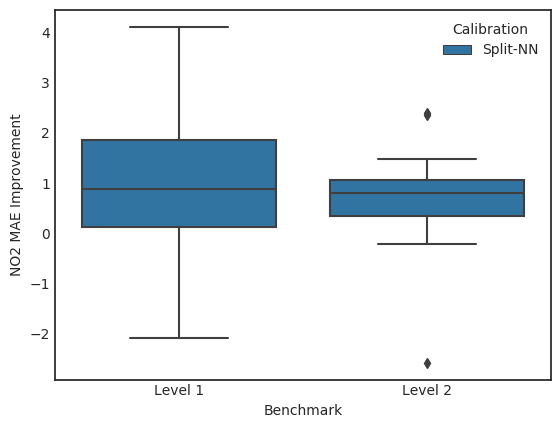 Calibration
Split-NN
4
3
2
1
0
−1
−2
NO2 MAE Improvement
Level 1
Level 2
Benchmark